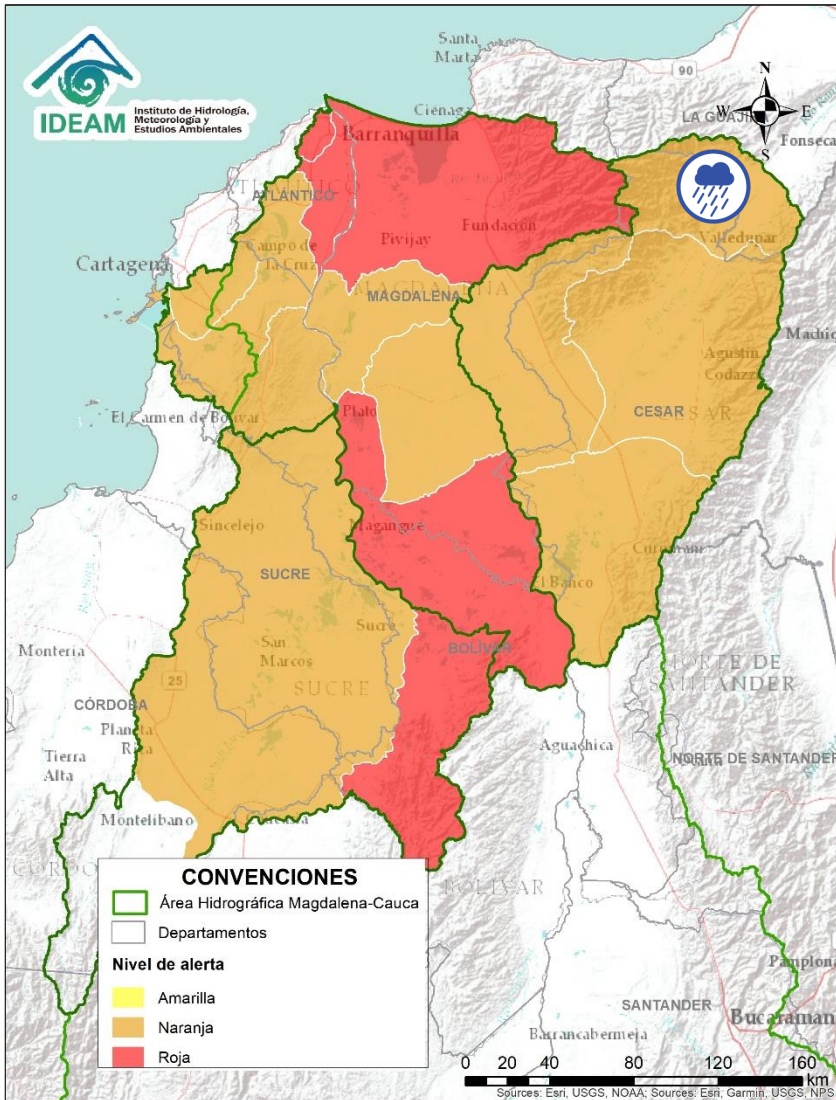 IDEAM
Instituto de Hidrología,
Meteorología y
Estudios Ambientales
Santa
Marta
90
N
W
E
S
Ciénaga
LA GUAJIR
Fonseca
Barranquilla
ATLÁNTICO
Valledupar
Pivijay
Fundación
Campo de
la Cruz
Cartagena
MAGDALENA
Agustín
Codazzi
El Carmen de Bolívar
Plato
CESAR
Sincelejo
Magangué
SUCRE
El Banco
Sucre
San
Marcos
BOLÍVAR
Montería
SUCRE
NORTE DE
SANTANDER
25
CÓRDOBA
Planeta
Rica
Aguachica
NORTE DE SANTANDER
Tierra
Alta
Montelíbano
CONVENCIONES
Área Hidrográfica Magdalena-Cauca
Departamentos
Nivel de alerta
Amarilla
Naranja
Roja
BOLÍVAR
Pamplona
SANTANDER
Bucaraman
Barrancabermeja
0 20 40 80 120 160
km
Sources: Esri, USGS, NOAA; Sources: Esri, Garmin, USGS, NPS